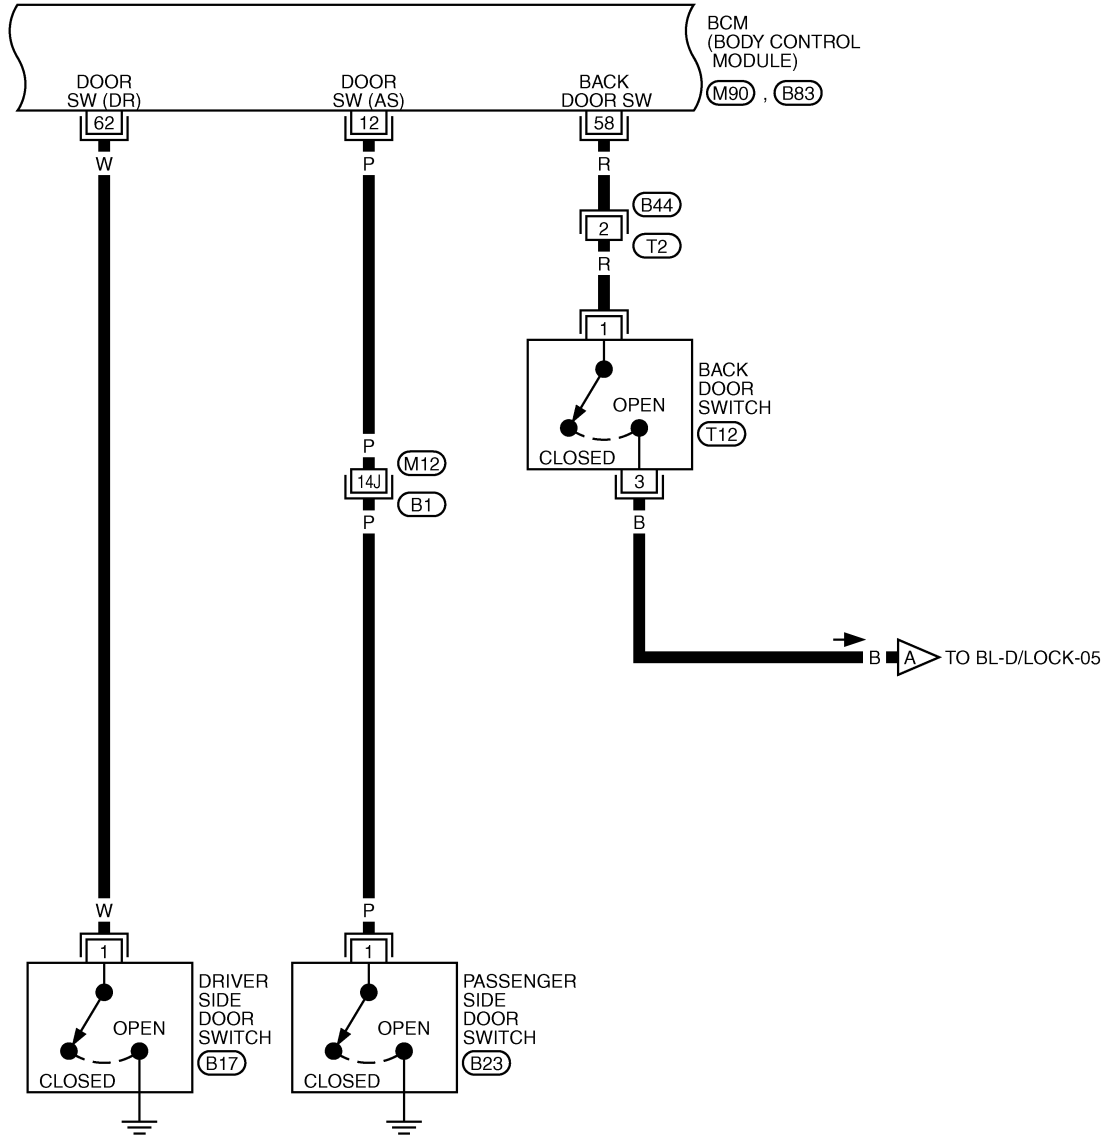 BCM
(BODY CONTROL
MODULE)
M90 , B83
DOOR
SW (DR)
DOOR
SW (AS)
BACK
DOOR SW
62
12
58
W
P
R
B44
2
T2
R
1
BACK
DOOR
SWITCH
T12
OPEN
CLOSED
3
B
P
M12
14J
B1
P
B
A
TO BL-D/LOCK-05
W
P
1
1
DRIVER
SIDE
DOOR
SWITCH
B17
OPEN
CLOSED
PASSENGER
SIDE
DOOR
SWITCH
B23
OPEN
CLOSED